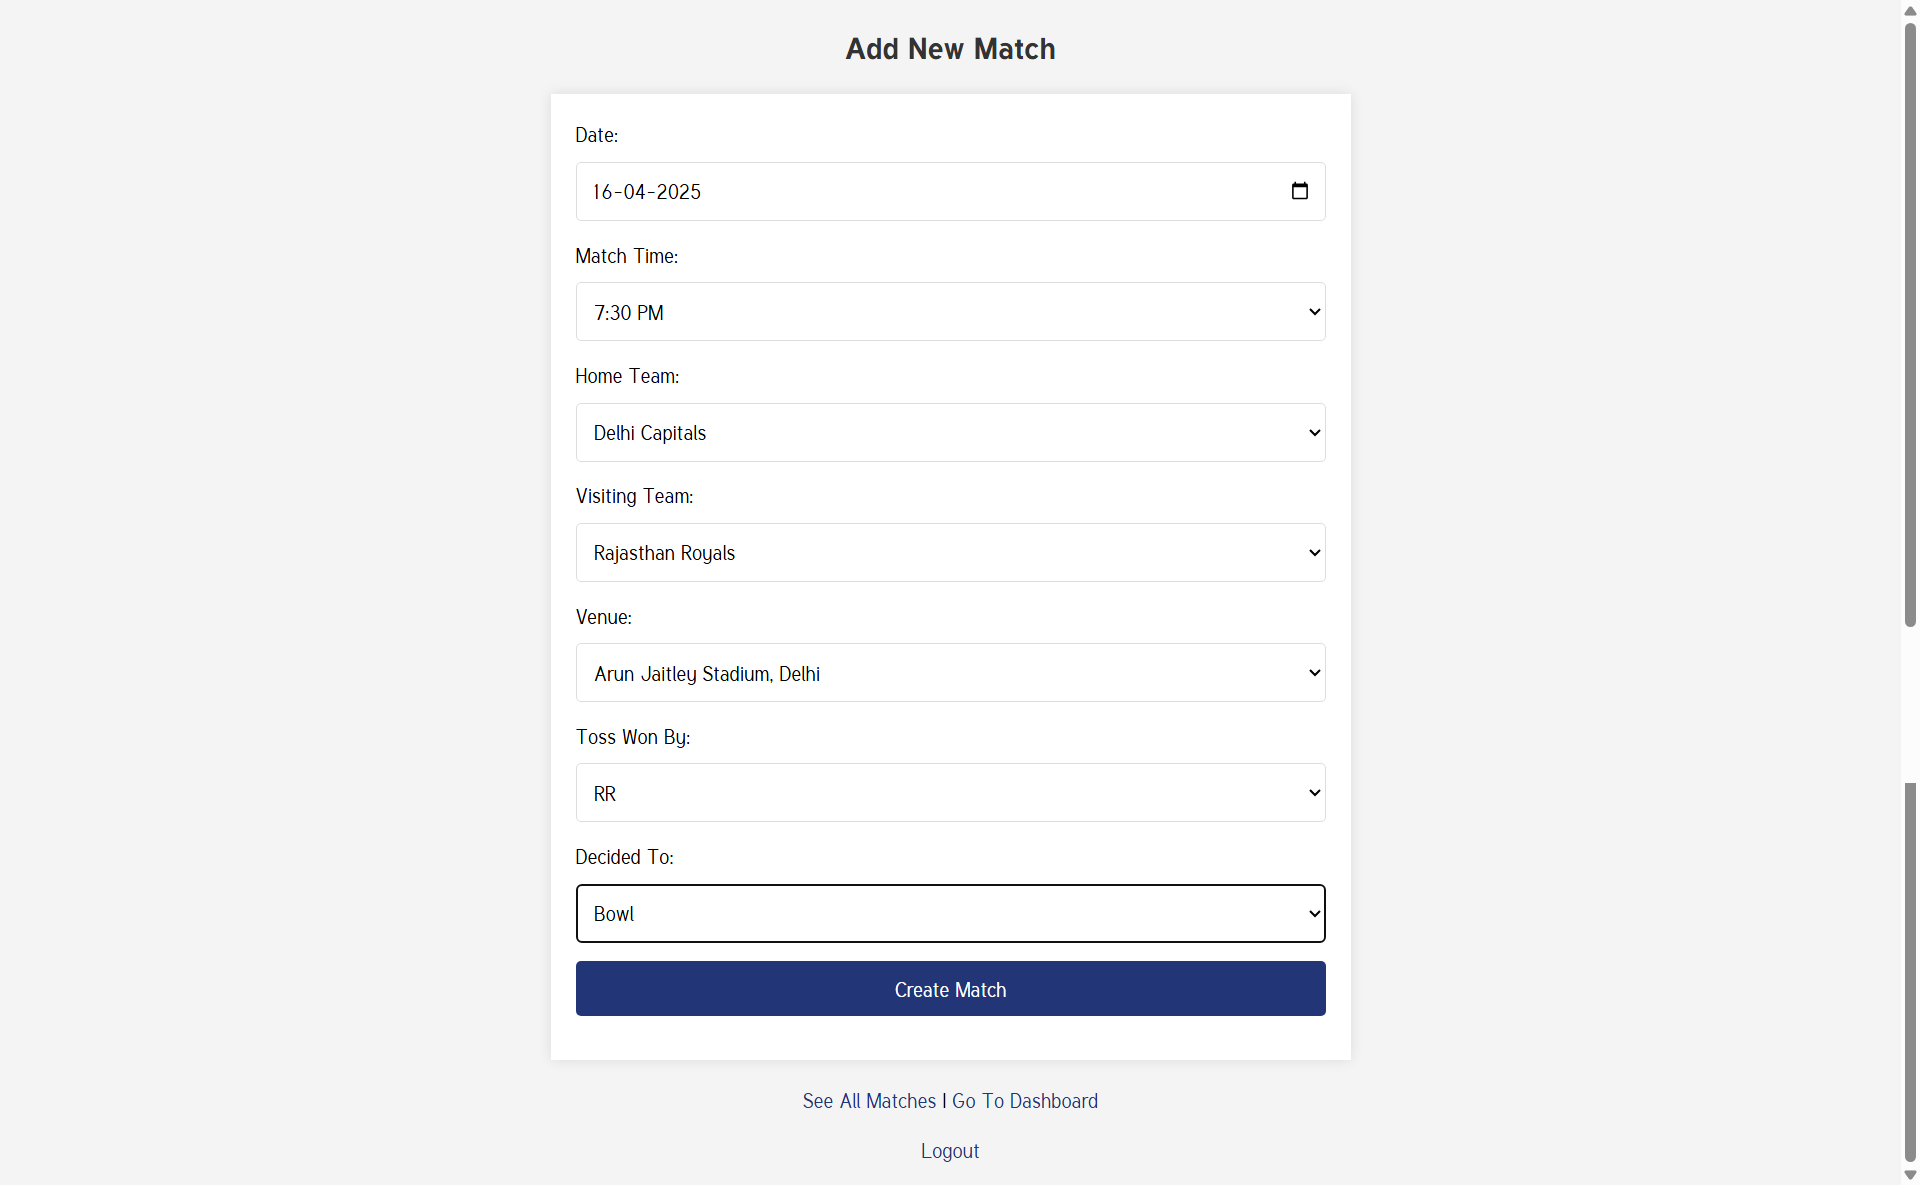 Add New Match
Date:
16-04-2025
Match Time:
7:30 PM
Home Team:
Delhi Capitals
Visiting Team:
Rajasthan Royals
Venue:
Arun Jaitley Stadium, Delhi
Toss Won By:
RR
Decided To:
Bowl
Create Match
See All Matches | Go To Dashboard
Logout